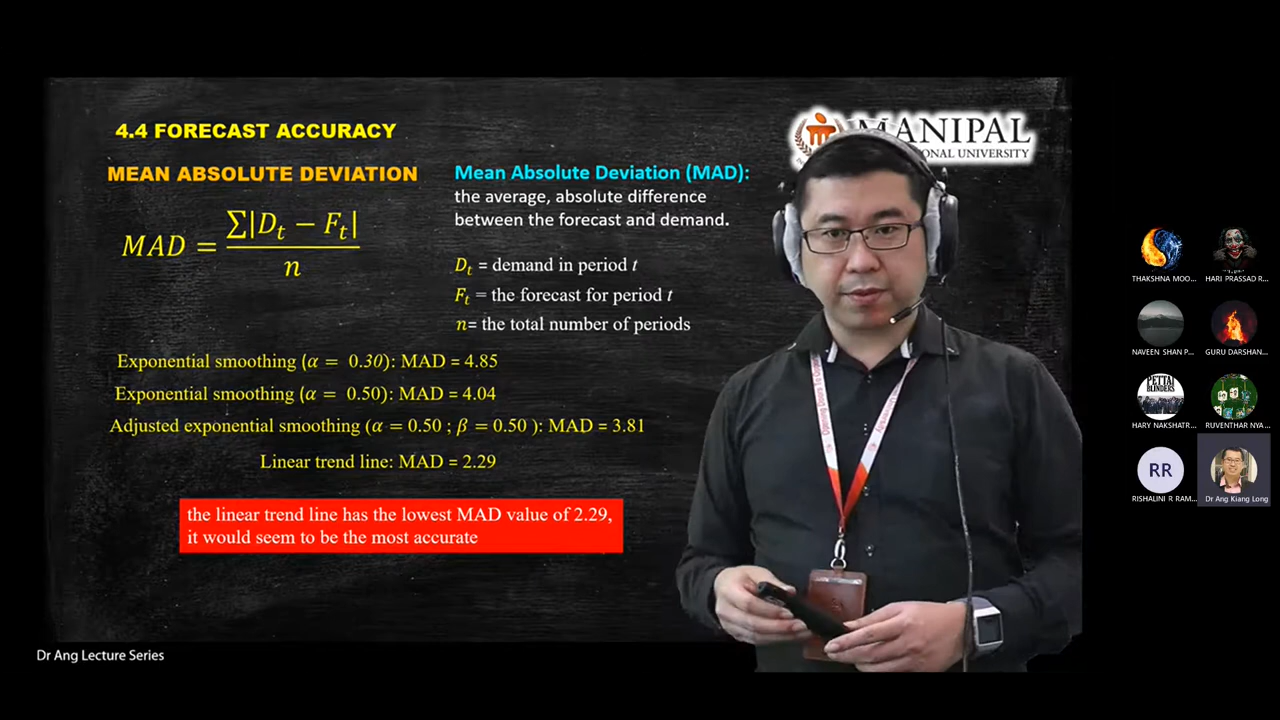 4.4 FORECAST ACCURACY
MEAN ABSOLUTE DEVIATION
MAD = ∑|Dₜ − Fₜ| / n
Mean Absolute Deviation (MAD):
the average, absolute difference
between the forecast and demand.
Dₜ = demand in period t
Fₜ = the forecast for period t
n= the total number of periods
Exponential smoothing (α = 0.30): MAD = 4.85
Exponential smoothing (α = 0.50): MAD = 4.04
Adjusted exponential smoothing (α = 0.50 ; β = 0.50 ): MAD = 3.81
Linear trend line: MAD = 2.29
the linear trend line has the lowest MAD value of 2.29,
it would seem to be the most accurate
MANIPAL
UNIVERSITY
Dr Ang Lecture Series
THAKSHNA MOO...
HARI PRASSAD R...
NAVEEN SHAN P...
GURU DARSHAN...
PETTAI
BLINDERS
HARY NAKSHATR...
RUVENTHAR NYA...
RR
RISHALINI R RAM...
Dr Ang Kiang Long